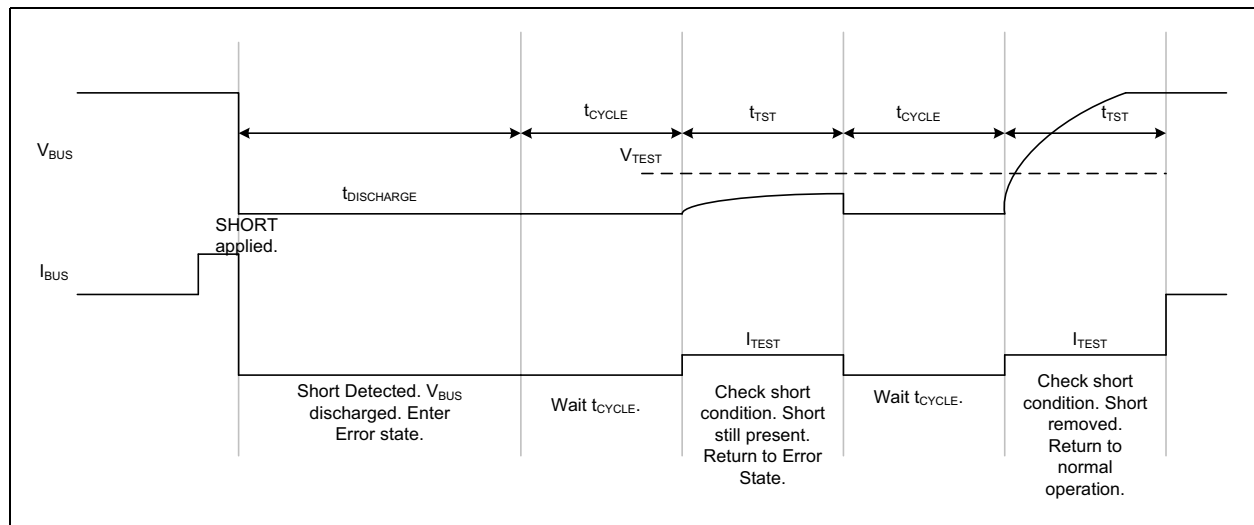 tCYCLE
tTST
tCYCLE
tTST
VBUS
VTEST
tDISCHARGE
SHORT
applied.
IBUS
ITEST
ITEST
Short Detected. VBUS
discharged. Enter
Error state.
Wait tCYCLE.
Check short
condition. Short
still present.
Return to Error
State.
Wait tCYCLE.
Check short
condition. Short
removed.
Return to
normal
operation.